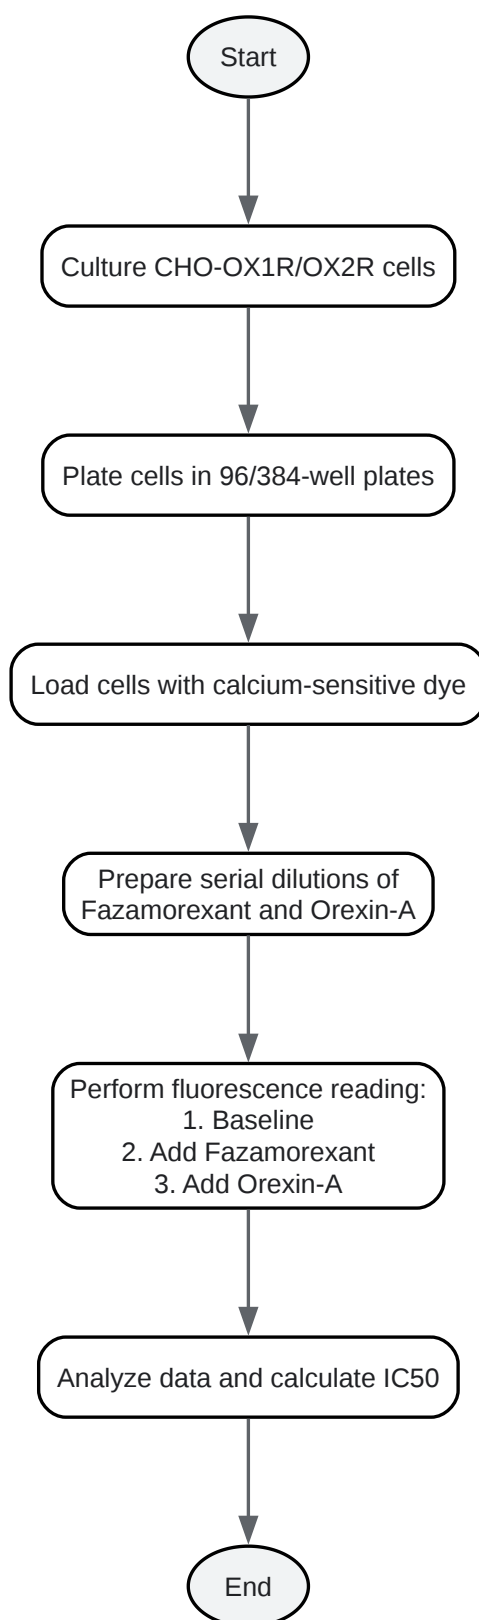 Start
Culture CHO-OX1R/OX2R cells
Plate cells in 96/384-well plates
Load cells with calcium-sensitive dye
Prepare serial dilutions of
Fazamorexant and Orexin-A
Perform fluorescence reading:
1. Baseline
2. Add Fazamorexant
3. Add Orexin-A
Analyze data and calculate IC50
End